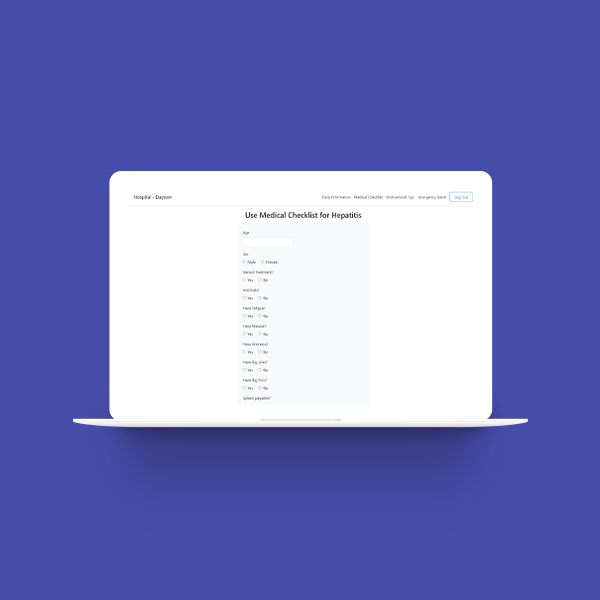 Hospital - Dayson
Daily Information Medical Checklist Motivational Tips Emergency Alerts Log Out
Use Medical Checklist for Hepatitis
Age
Sex
Male Female
Steroid Treatment?
Yes No
Antivirals?
Yes No
Have Fatigue?
Yes No
Have Malaise?
Yes No
Have Anorexia?
Yes No
Have Big Liver?
Yes No
Have Big Firm?
Yes No
Spleen palpable?